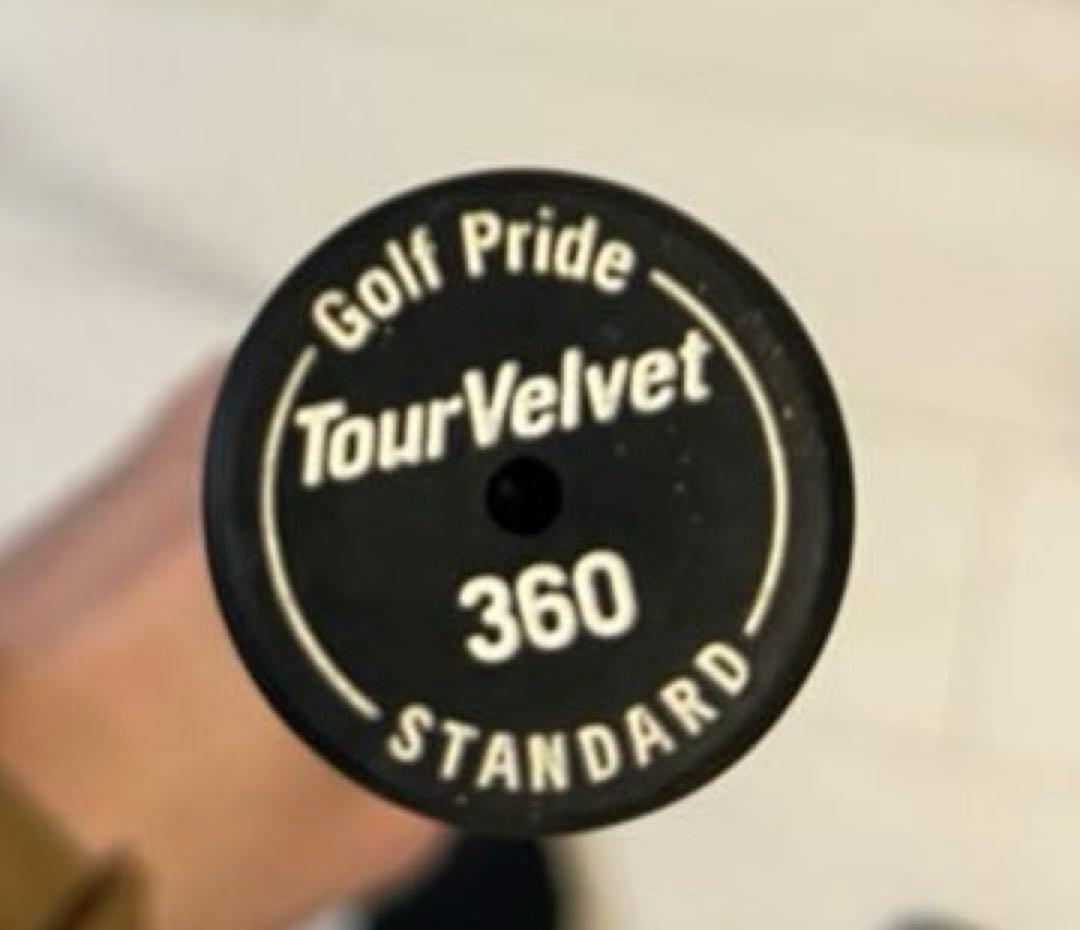 Golf Pride
TourVelvet
360
STANDARD